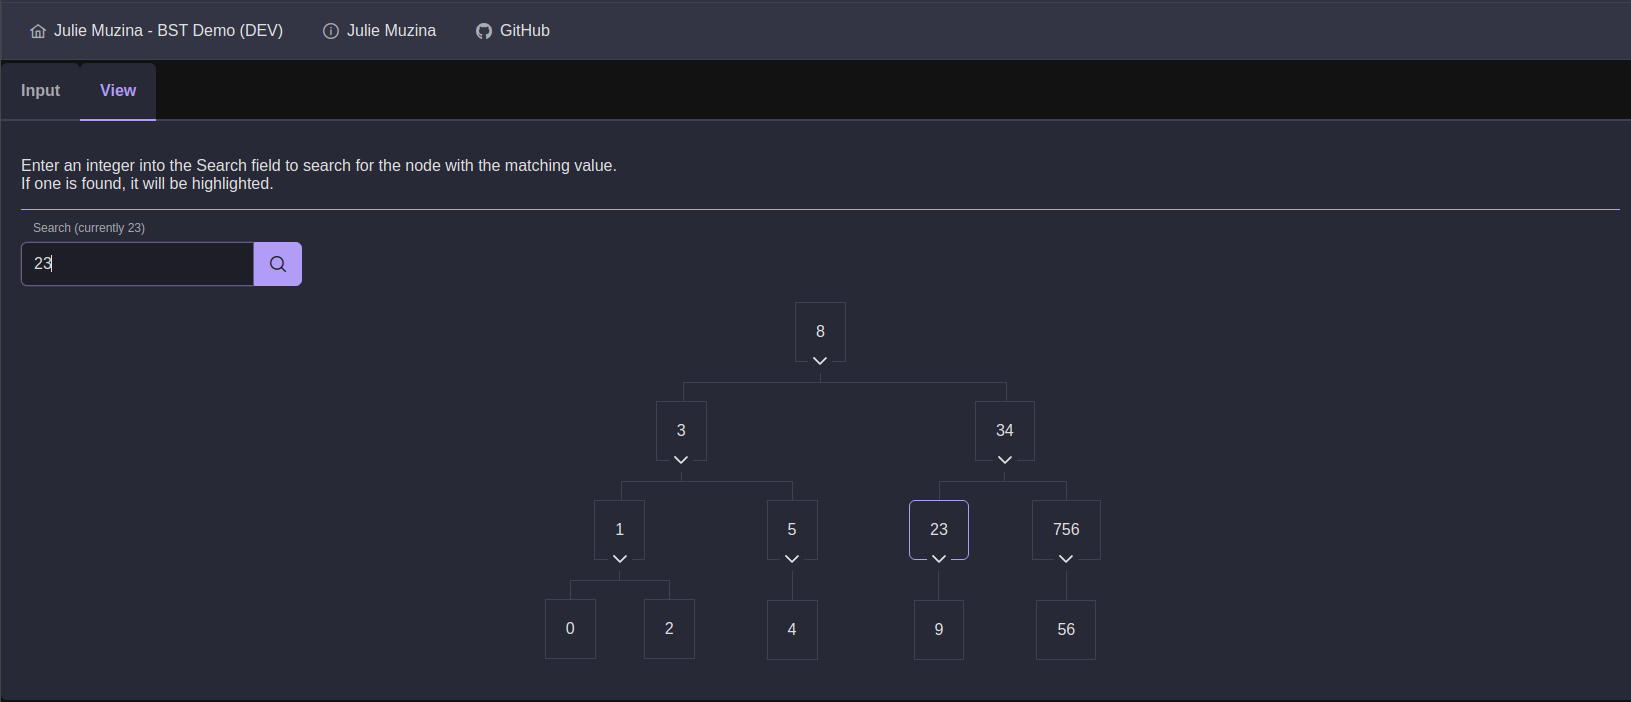 Julie Muzina - BST Demo (DEV) Julie Muzina GitHub
Input View
Enter an integer into the Search field to search for the node with the matching value.
If one is found, it will be highlighted.
Search (currently 23)
23
8
3 34
1 5 23 756
0 2 4 9 56